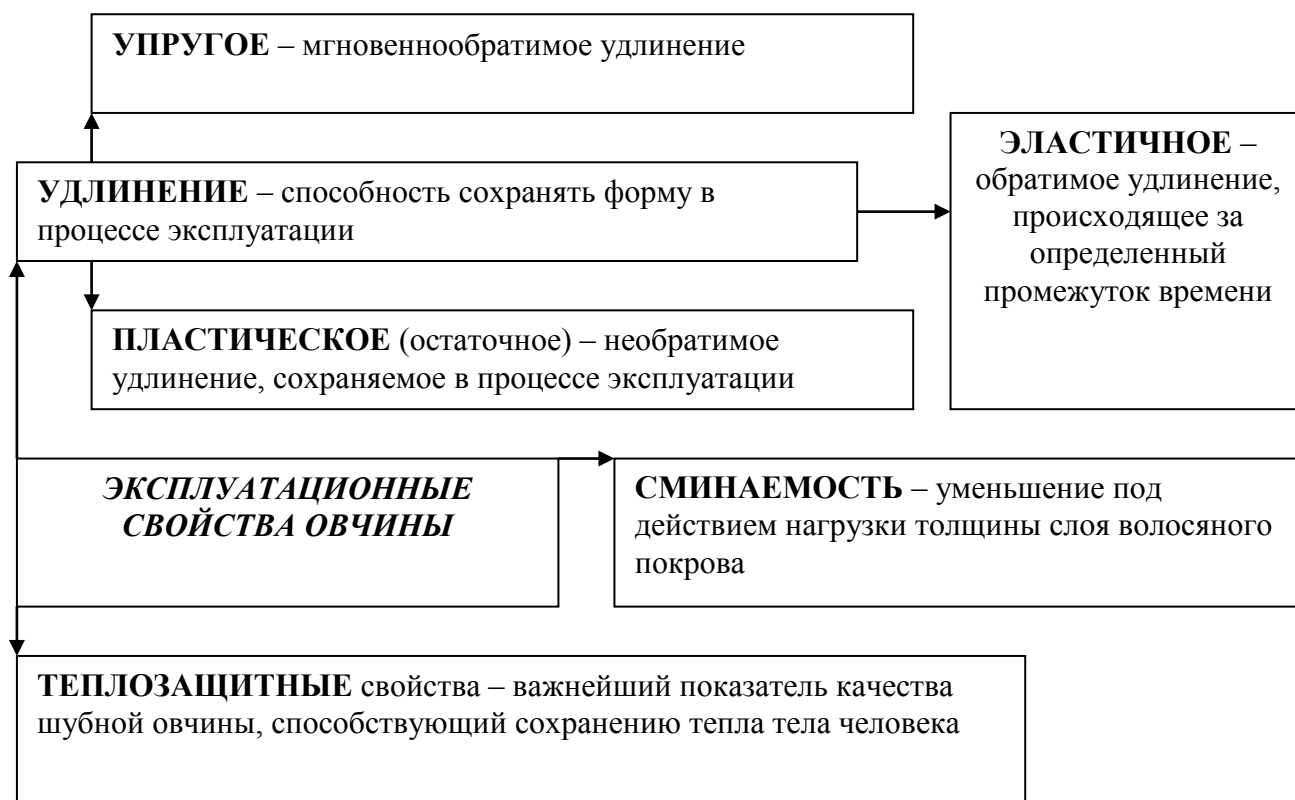 УПРУГОЕ – мгновеннообратимое удлинение
УДЛИНЕНИЕ – способность сохранять форму в
процессе эксплуатации
ЭЛАСТИЧНОЕ –
обратимое удлинение,
происходящее за
определенный
промежуток времени
ПЛАСТИЧЕСКОЕ (остаточное) – необратимое
удлинение, сохраняемое в процессе эксплуатации
ЭКСПЛУАТАЦИОННЫЕ
СВОЙСТВА ОВЧИНЫ
СМИНАЕМОСТЬ – уменьшение под
действием нагрузки толщины слоя волосяного
покрова
ТЕПЛОЗАЩИТНЫЕ свойства – важнейший показатель качества
шубной овчины, способствующий сохранению тепла тела человека